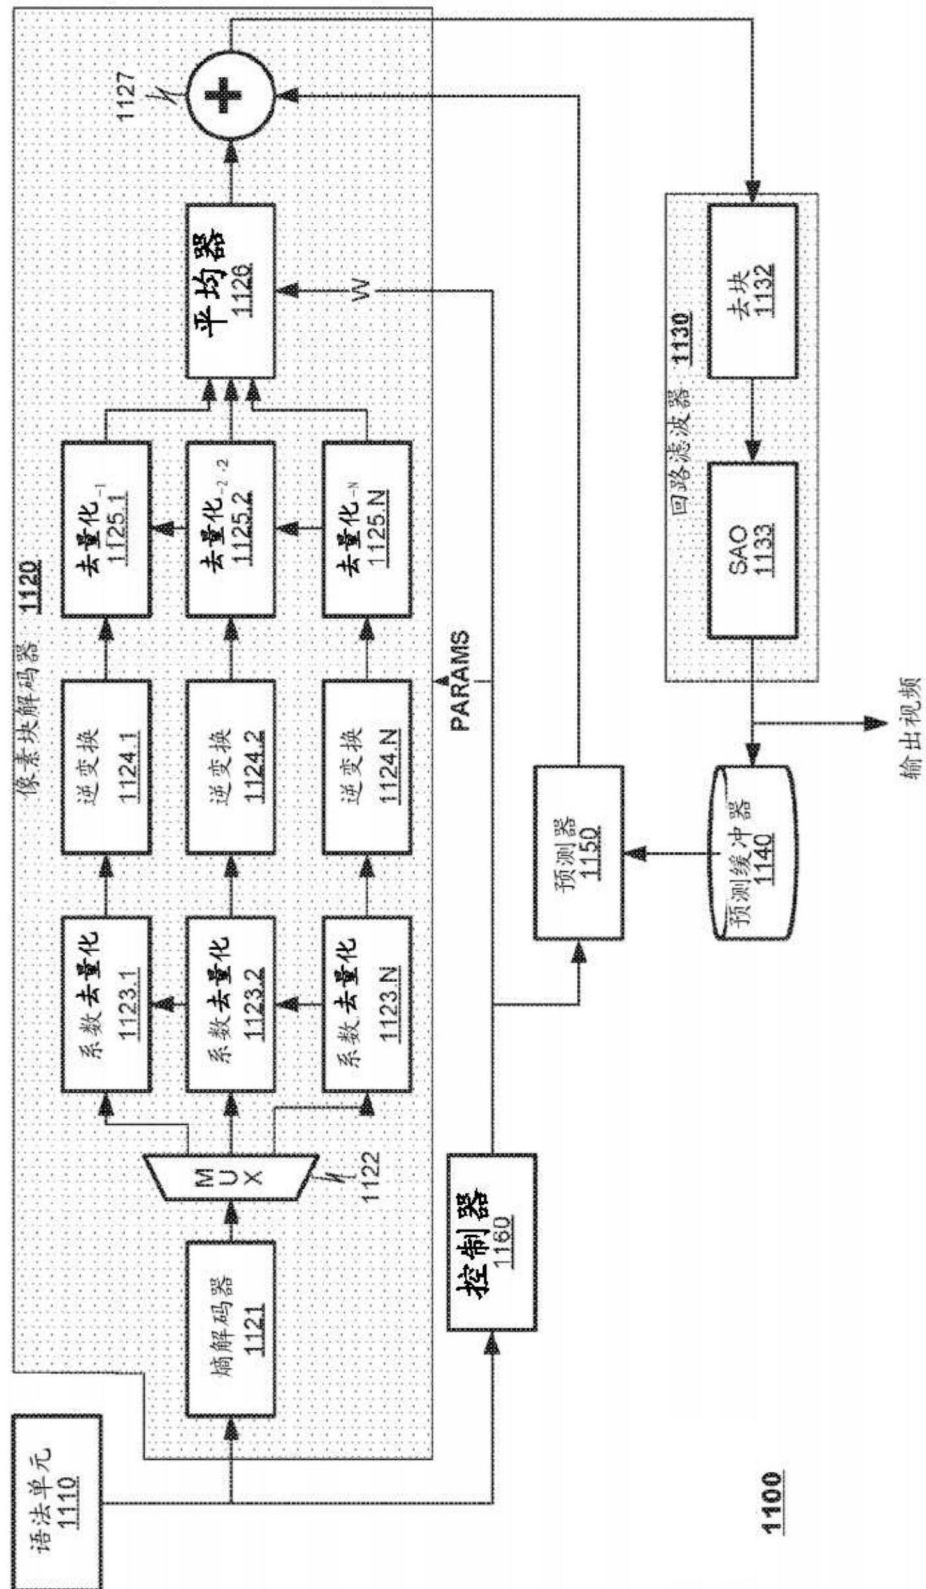 语法单元
1110
像素块解码器 1120
熵解码器
1121
MUX
1122
系数去量化
1123.1
系数去量化
1123.2
系数去量化
1123.N
逆变换
1124.1
逆变换
1124.2
逆变换
1124.N
去量化-1
1125.1
去量化-2 .2
1125.2
去量化-N
1125.N
平均器
1126
1127
W
PARAMS
控制器
1160
预测器
1150
预测缓冲器
1140
回路滤波器 1130
去块
1132
SAO
1133
输出视频
1100